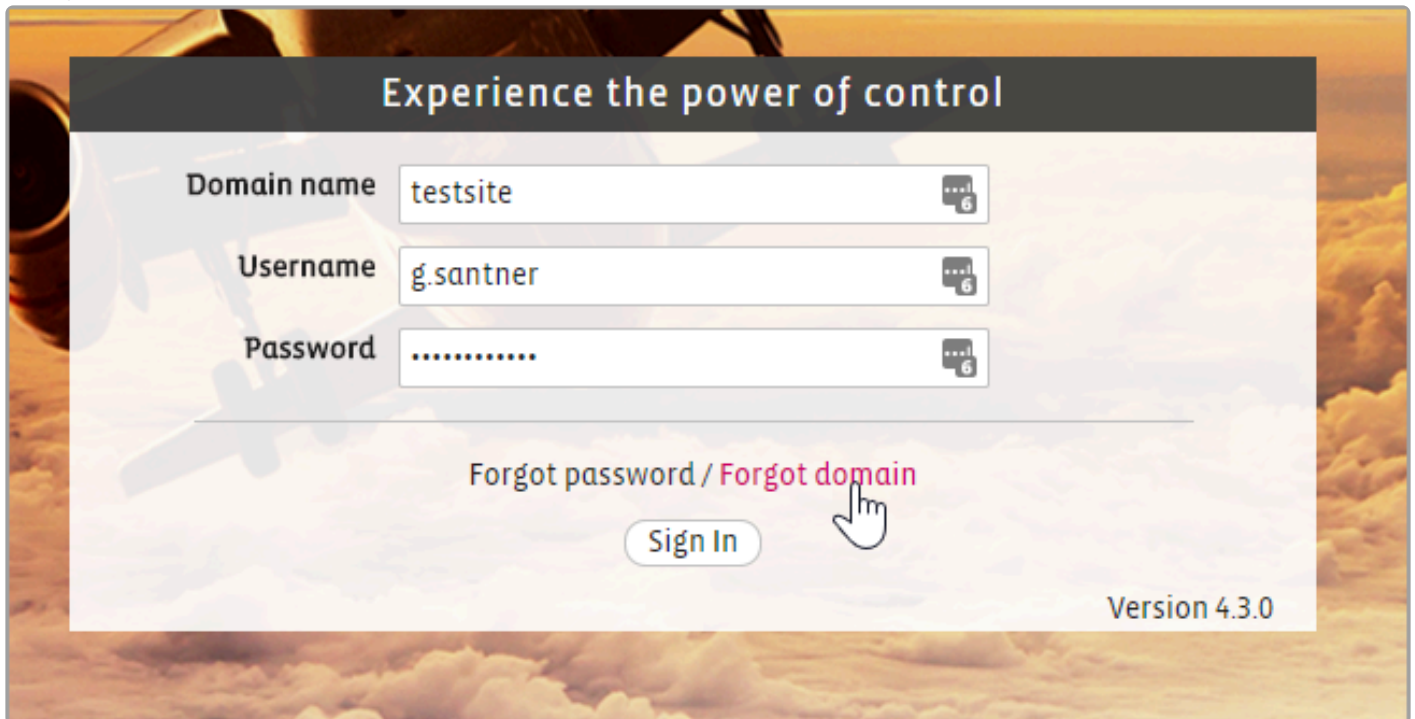 Experience the power of control
Domain name testsite
Username g.santner
Password ••••••••••••
Forgot password / Forgot domain
Sign In
Version 4.3.0